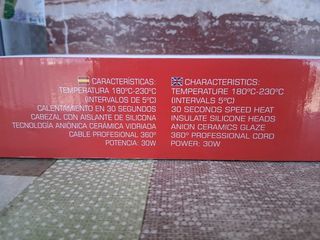 CARACTERÍSTICAS:
TEMPERATURA 180ºC-230ºC
(INTERVALOS DE 5ºC)
CALENTAMIENTO EN 30 SEGUNDOS
CABEZAL CON AISLANTE DE SILICONA
TECNOLOGÍA ANIÓNICA CERÁMICA VIDRIADA
CABLE PROFESIONAL 360º
POTENCIA: 30W
CHARACTERISTICS:
TEMPERATURE 180ºC-230ºC
(INTERVALS 5ºC)
30 SECONDS SPEED HEAT
INSULATE SILICONE HEADS
ANION CERAMICS GLAZE
360º PROFESSIONAL CORD
POWER: 30W